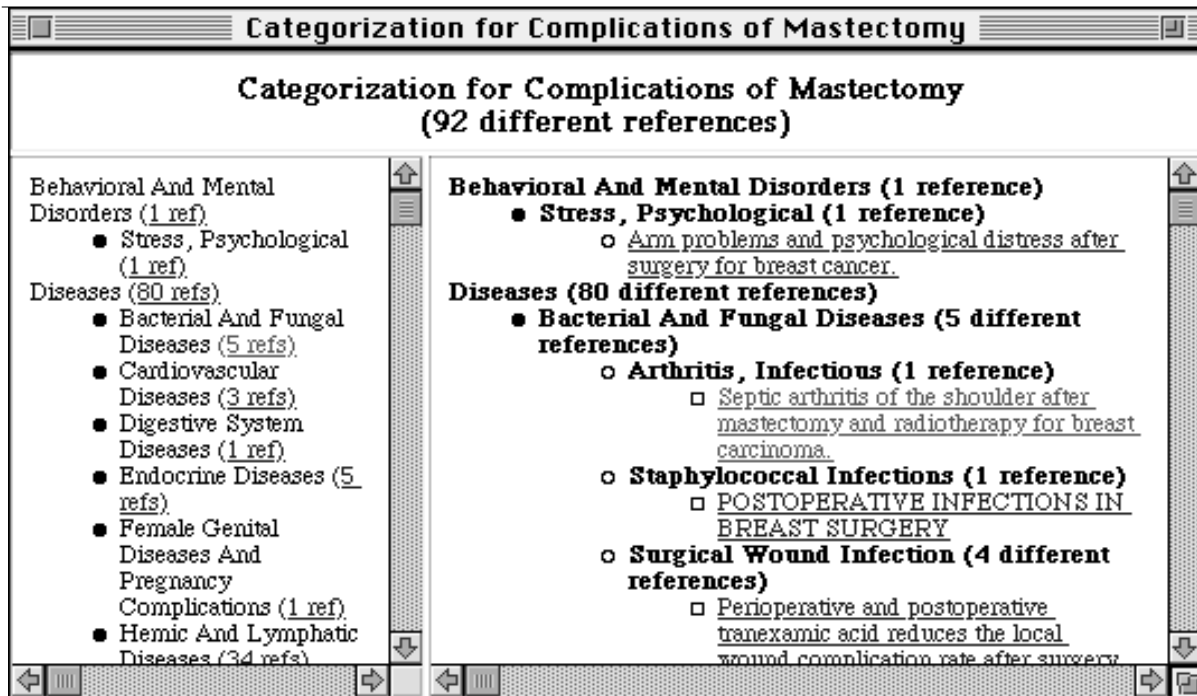 Categorization for Complications of Mastectomy
Categorization for Complications of Mastectomy
(92 different references)
Behavioral And Mental
Disorders (1 ref)
● Stress, Psychological
(1 ref)
Diseases (80 refs)
● Bacterial And Fungal
Diseases (5 refs)
● Cardiovascular
Diseases (3 refs)
● Digestive System
Diseases (1 ref)
● Endocrine Diseases (5
refs)
● Female Genital
Diseases And
Pregnancy
Complications (1 ref)
● Hemic And Lymphatic
Diseases (34 refs)
Behavioral And Mental Disorders (1 reference)
● Stress, Psychological (1 reference)
○ Arm problems and psychological distress after
surgery for breast cancer.
Diseases (80 different references)
● Bacterial And Fungal Diseases (5 different
references)
○ Arthritis, Infectious (1 reference)
□ Septic arthritis of the shoulder after
mastectomy and radiotherapy for breast
carcinoma.
○ Staphylococcal Infections (1 reference)
□ POSTOPERATIVE INFECTIONS IN
BREAST SURGERY
○ Surgical Wound Infection (4 different
references)
□ Perioperative and postoperative
tranexamic acid reduces the local
wound complication rate after surgery